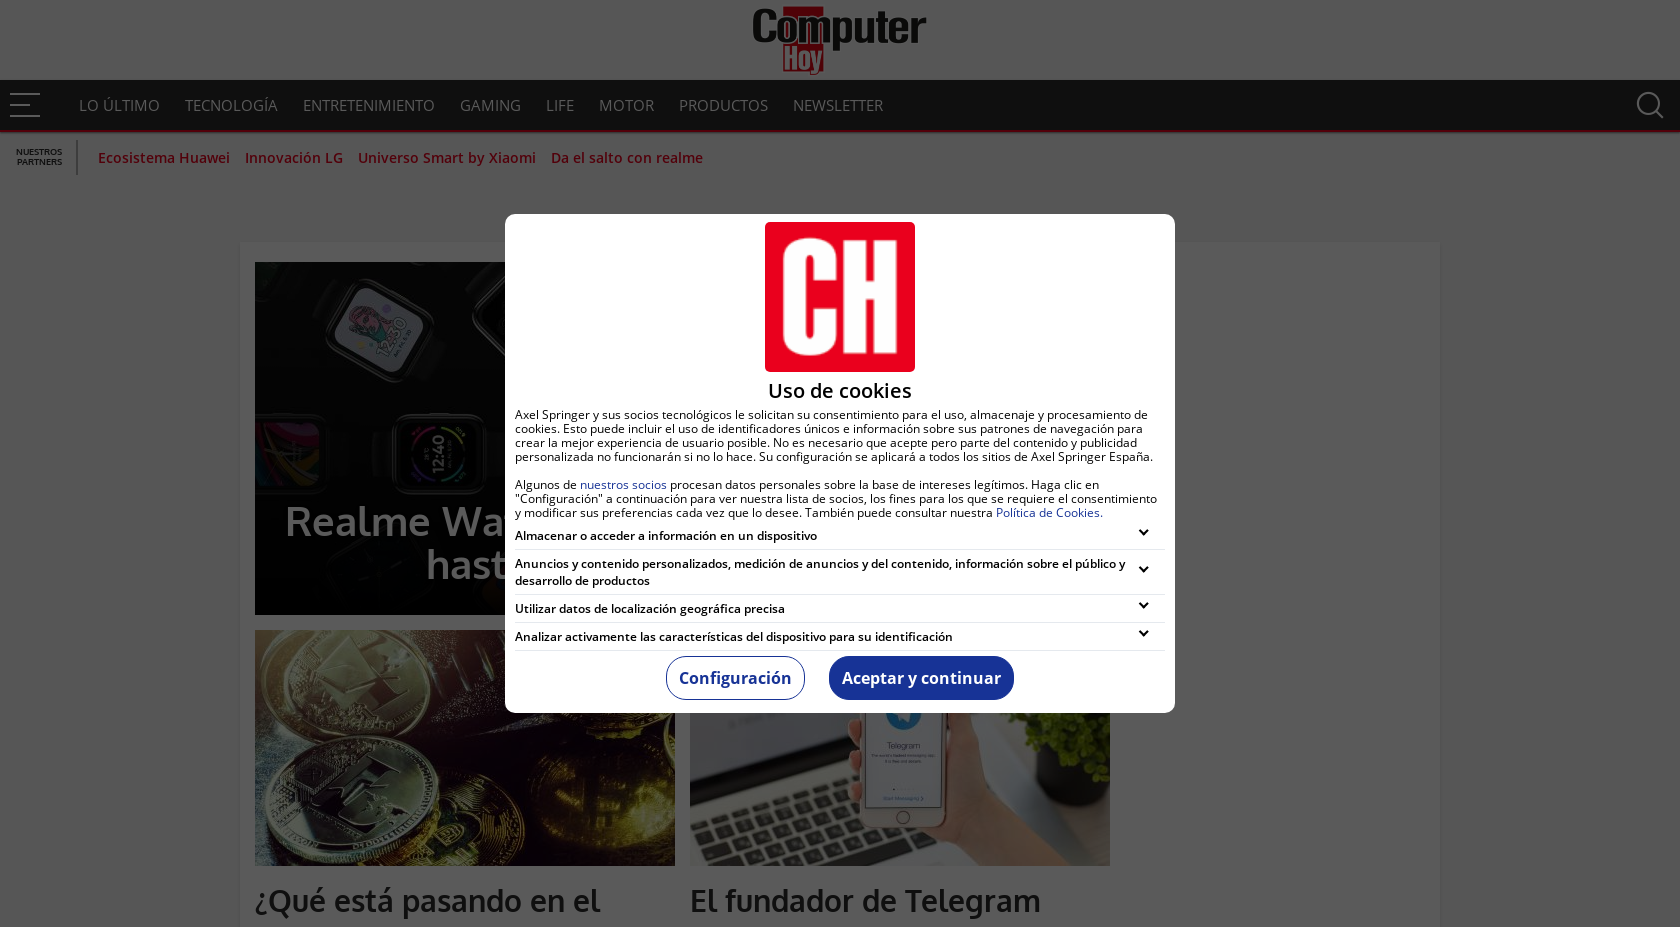 Computer
Hoy
LO ÚLTIMO
TECNOLOGÍA
ENTRETENIMIENTO
GAMING
LIFE
MOTOR
PRODUCTOS
NEWSLETTER
NUESTROS
PARTNERS
Ecosistema Huawei
Innovación LG
Universo Smart by Xiaomi
Da el salto con realme
CH
Uso de cookies
Axel Springer y sus socios tecnológicos le solicitan su consentimiento para el uso, almacenaje y procesamiento de
cookies. Esto puede incluir el uso de identificadores únicos e información sobre sus patrones de navegación para
crear la mejor experiencia de usuario posible. No es necesario que acepte pero parte del contenido y publicidad
personalizada no funcionarán si no lo hace. Su configuración se aplicará a todos los sitios de Axel Springer España.
Algunos de nuestros socios procesan datos personales sobre la base de intereses legítimos. Haga clic en
"Configuración" a continuación para ver nuestra lista de socios, los fines para los que se requiere el consentimiento
y modificar sus preferencias cada vez que lo desee. También puede consultar nuestra Política de Cookies.
Almacenar o acceder a información en un dispositivo
Anuncios y contenido personalizados, medición de anuncios y del contenido, información sobre el público y
desarrollo de productos
Utilizar datos de localización geográfica precisa
Analizar activamente las características del dispositivo para su identificación
Configuración
Aceptar y continuar
12:30
12:40
Realme Wa
hast
Telegram
¿Qué está pasando en el
El fundador de Telegram